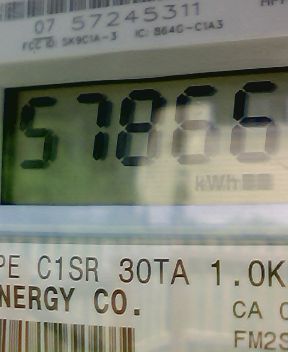 07 57245311
FCC ID: SK9C1A-3 IC: 864G-C1A3
57866
kWh
PE C1SR 30TA 1.0K
NERGY CO.
CA 0
FM2S